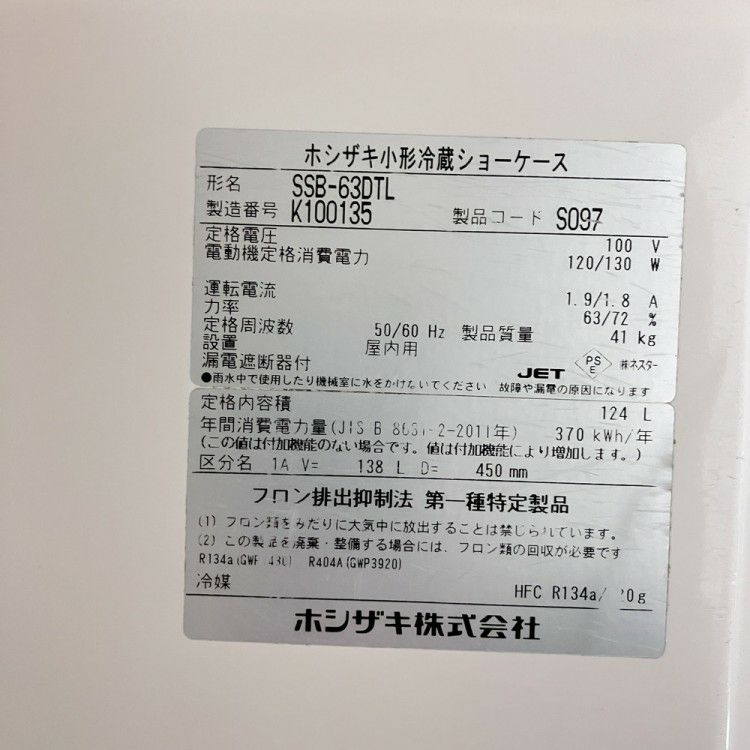 ホシザキ小形冷蔵ショーケース
形名 SSB-63DTL
製造番号 K100135 製品コード S097
定格電圧 100 V
電動機定格消費電力 120/130 W
運転電流 1.9/1.8 A
力率 63/72 %
定格周波数 50/60 Hz 製品質量 41 kg
設置 屋内用
漏電遮断器付 JET PS E ㈱ネスター
●雨水中で使用したり機械室に水をかけないでください 故障や漏電の原因になります
定格内容積 124 L
年間消費電力量(JIS B 8631-2-2011年) 370 kWh/年
(この値は付加機能のない場合です。値は付加機能により増加します。)
区分名 1A V= 138 L D= 450 mm
フロン排出抑制法 第一種特定製品
(1) フロン類をみだりに大気中に放出することは禁じられています。
(2) この製品を廃棄・整備する場合には、フロン類の回収が必要です
R134a R404A(GWP3920)
冷媒 HFC R134a/
ホシザキ株式会社